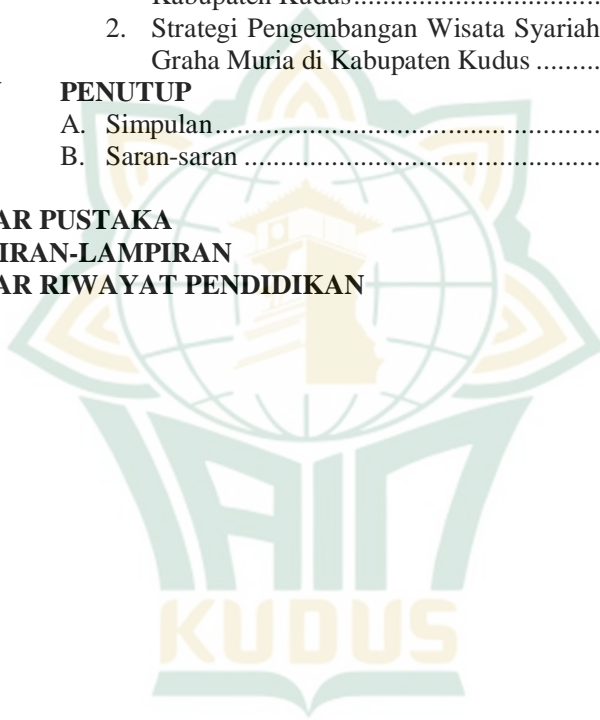 Kabupaten Kudus..............................................
2. Strategi Pengembangan Wisata Syariah
Graha Muria di Kabupaten Kudus .........
PENUTUP
A. Simpulan......................................................
B. Saran-saran ..................................................
AR PUSTAKA
IRAN-LAMPIRAN
AR RIWAYAT PENDIDIKAN
IAIN
KUDUS